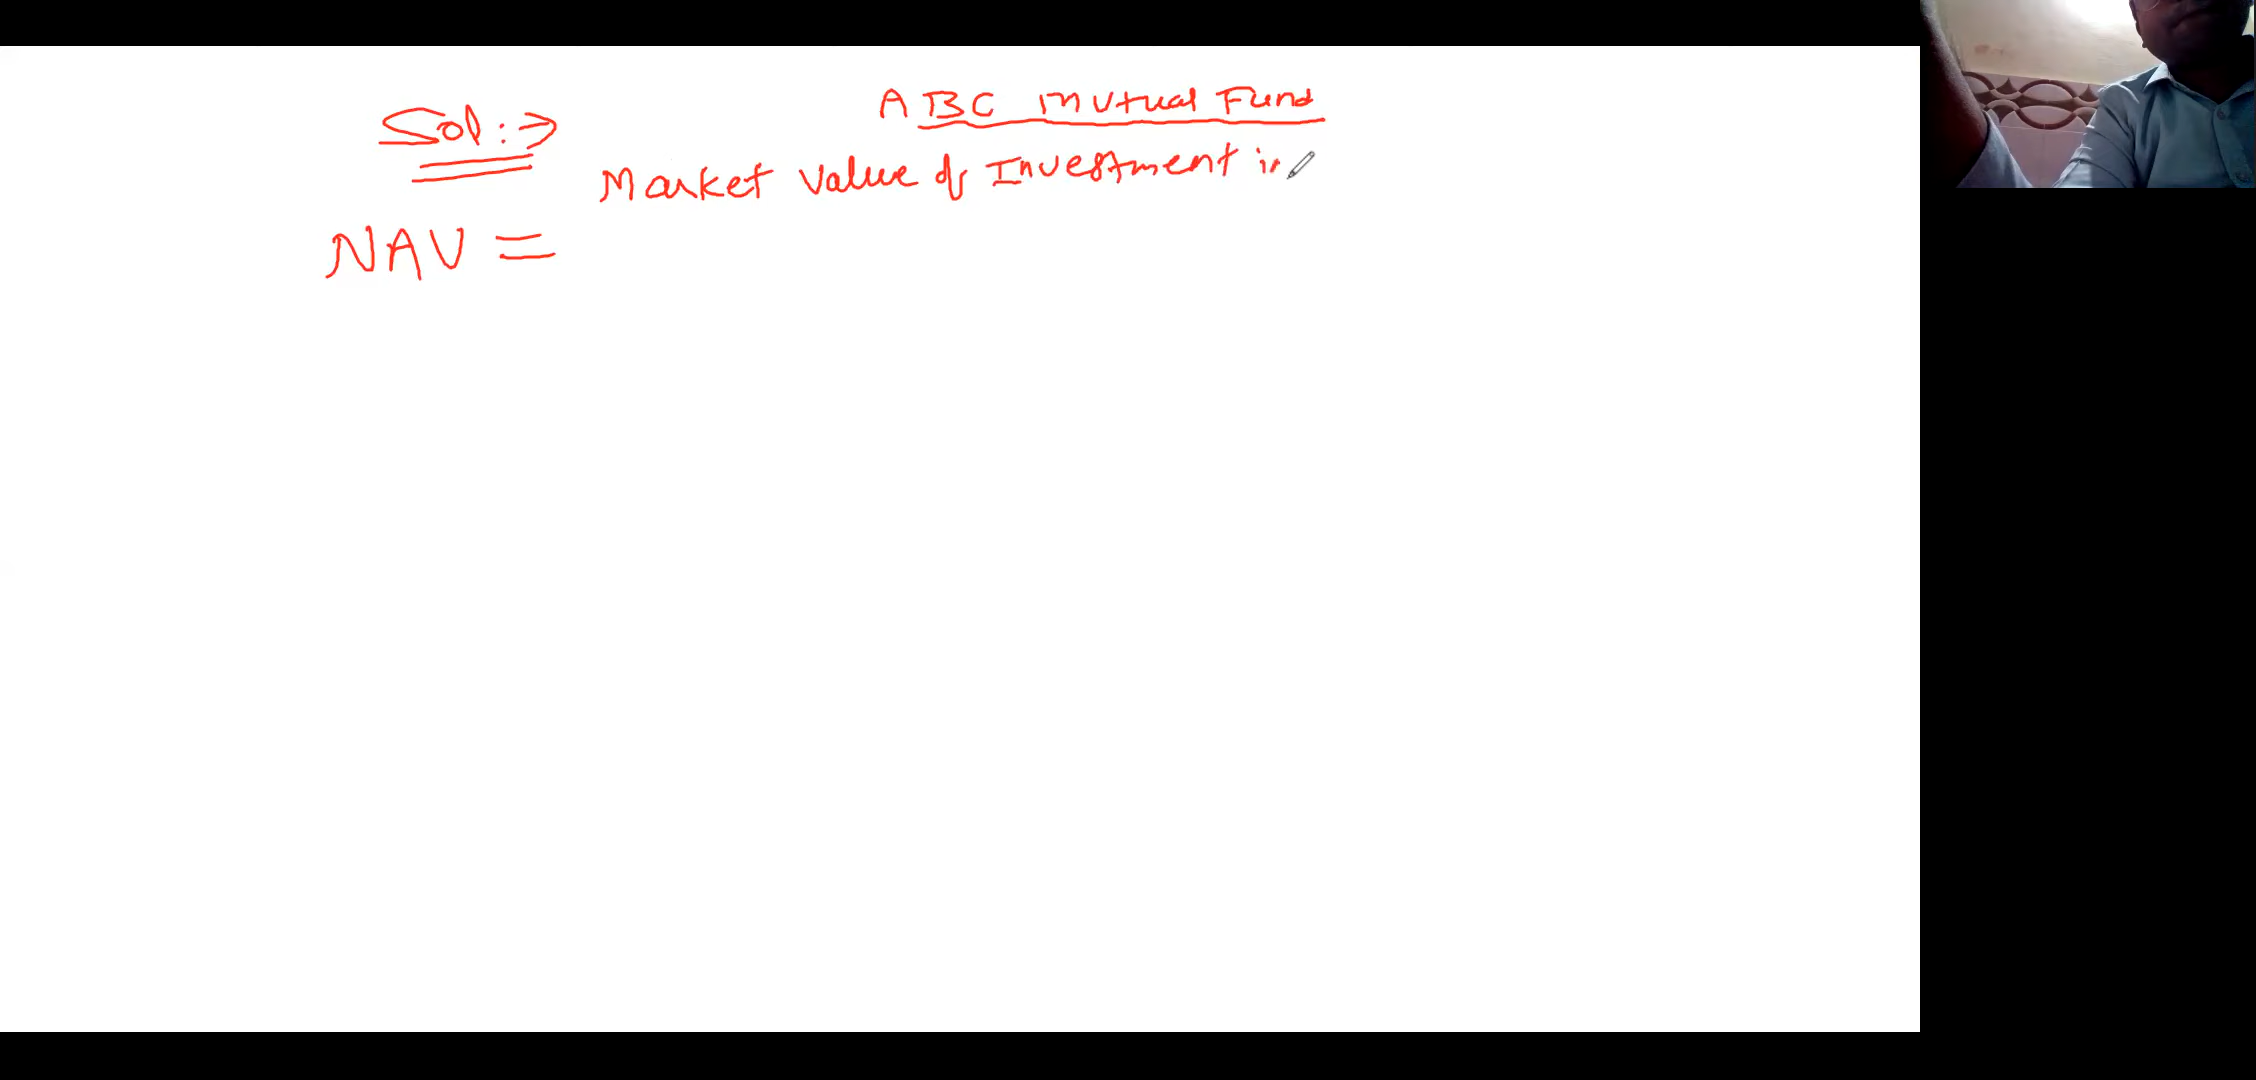 ABC Mutual Fund
Sol:→
Market Value of Investment in
NAV =